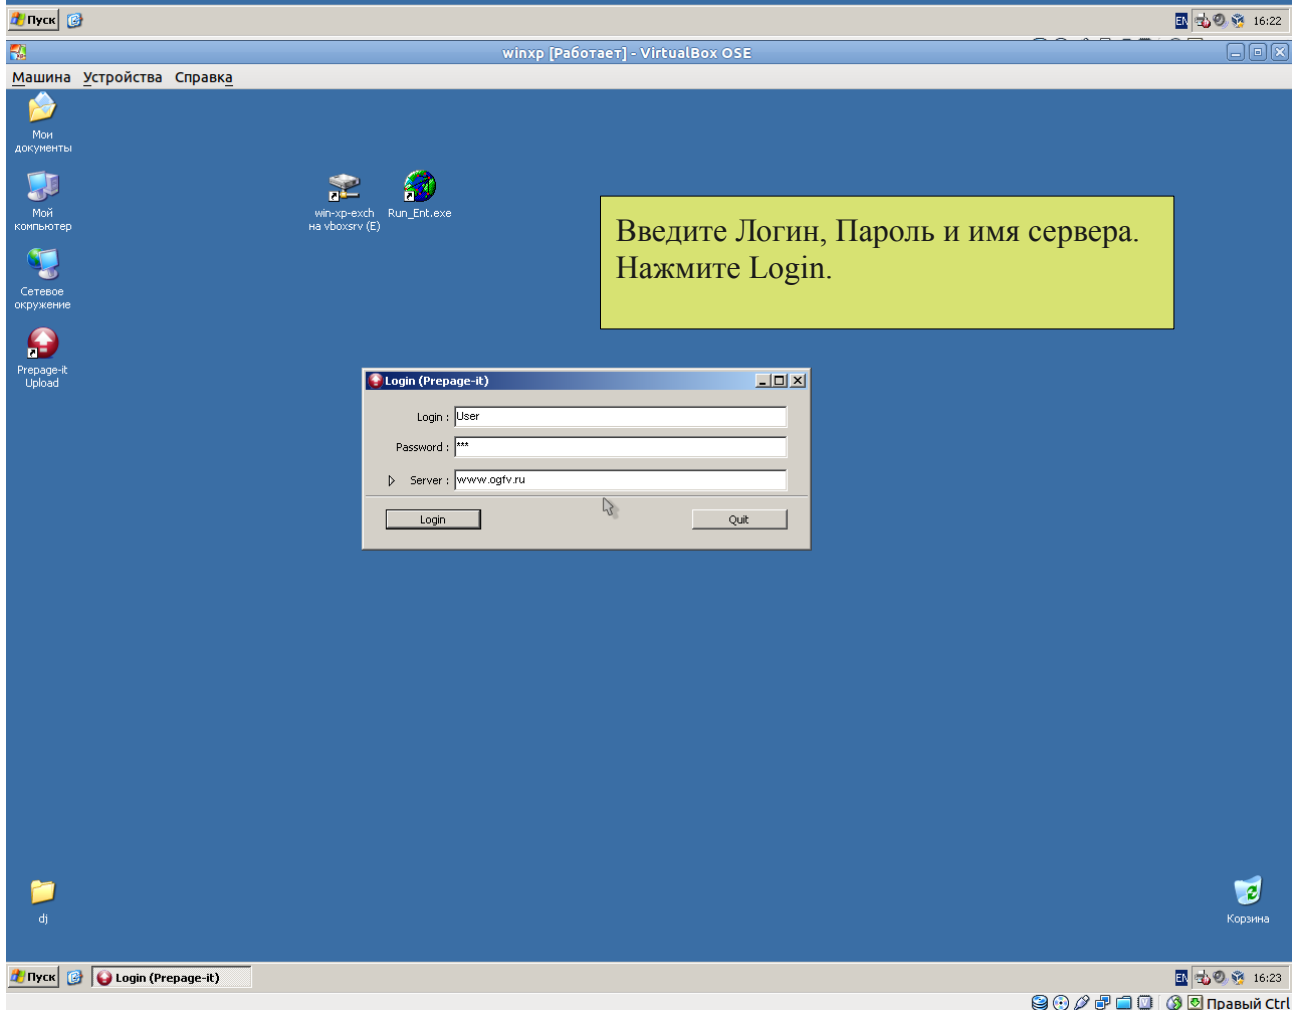 Пуск
EN
16:22
winxp [Работает] - VirtualBox OSE
Машина Устройства Справка
Мои
документы
Мой
компьютер
win-xp-exch
на vboxsrv (E)
Run_Ent.exe
Введите Логин, Пароль и имя сервера.
Нажмите Login.
Сетевое
окружение
Prepage-it
Upload
Login (Prepage-it)
Login : User
Password : ***
Server : www.ogfv.ru
Login
Quit
dj
Корзина
Пуск
Login (Prepage-it)
EN
16:23
Правый Ctrl